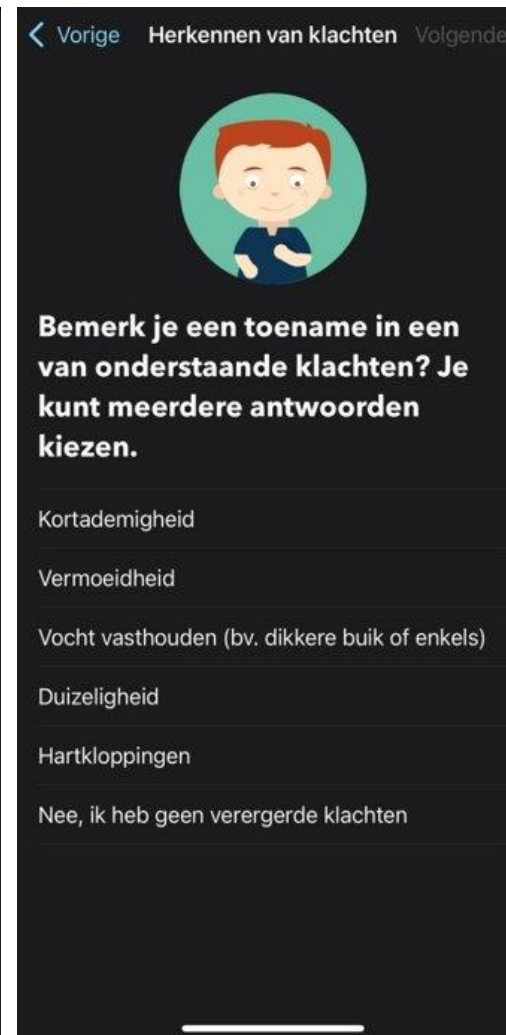 Vorige Herkennen van klachten Volgende
Bemerk je een toename in een
van onderstaande klachten? Je
kunt meerdere antwoorden
kiezen.
Kortademigheid
Vermoeidheid
Vocht vasthouden (bv. dikkere buik of enkels)
Duizeligheid
Hartkloppingen
Nee, ik heb geen verergerde klachten